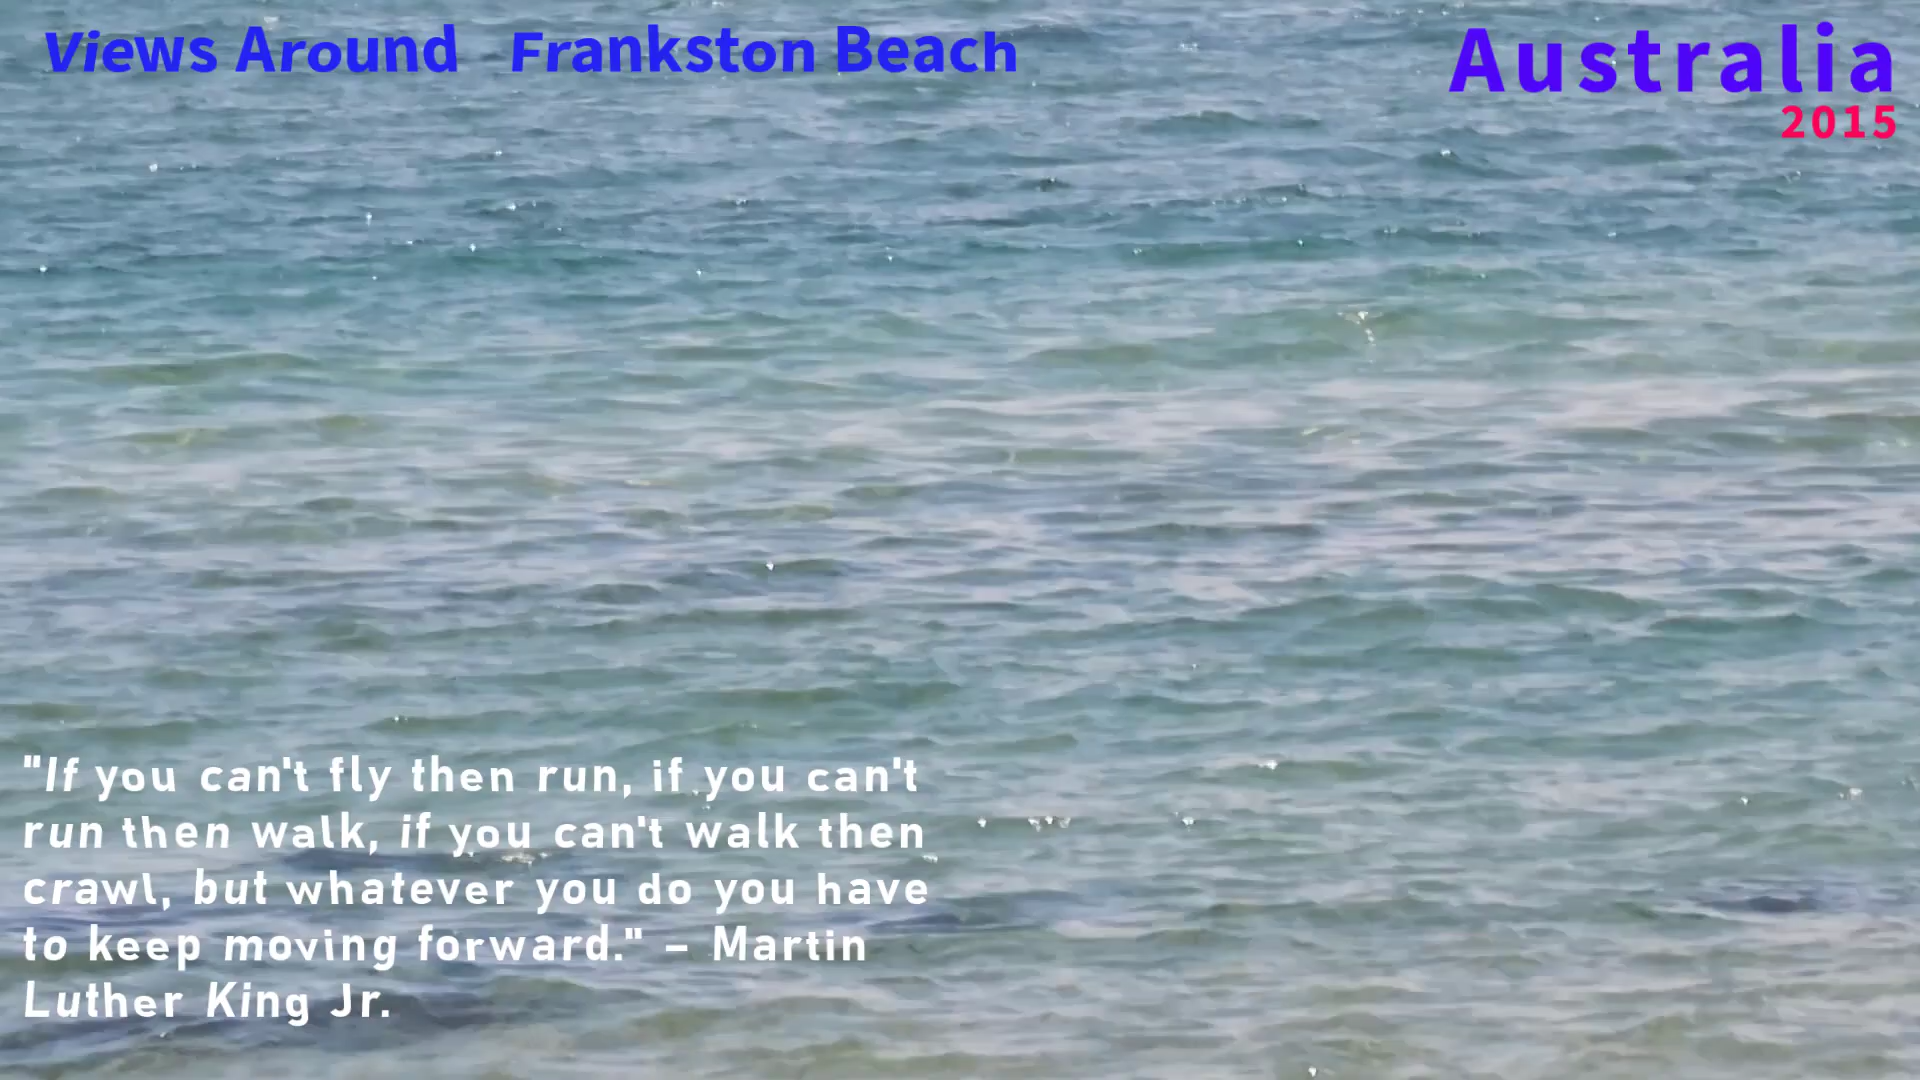 Views Around Frankston Beach
Australia
2015
"If you can't fly then run, if you can't
run then walk, if you can't walk then
crawl, but whatever you do you have
to keep moving forward." – Martin
Luther King Jr.